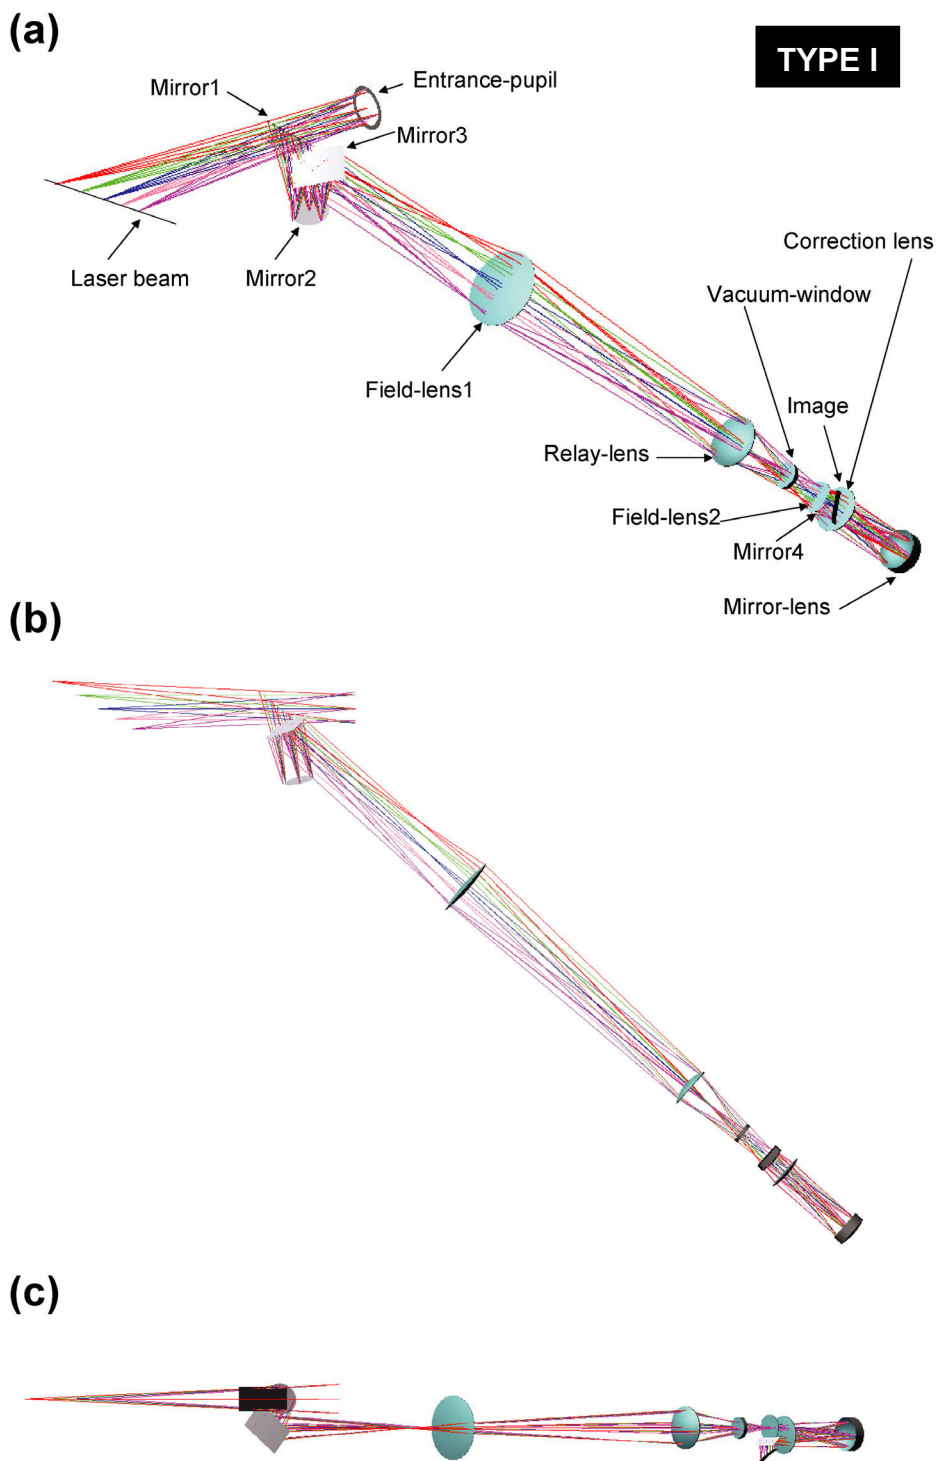 (a)
TYPE I
Mirror1
Entrance-pupil
Mirror3
Laser beam
Mirror2
Correction lens
Vacuum-window
Field-lens1
Image
Relay-lens
Field-lens2
Mirror4
Mirror-lens
(b)
(c)